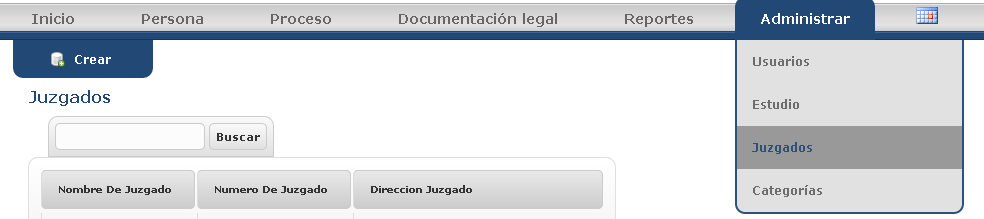 Inicio Persona Proceso Documentación legal Reportes Administrar
Crear
Usuarios
Estudio
Juzgados
Categorías
Juzgados
Buscar
Nombre De Juzgado Numero De Juzgado Direccion Juzgado